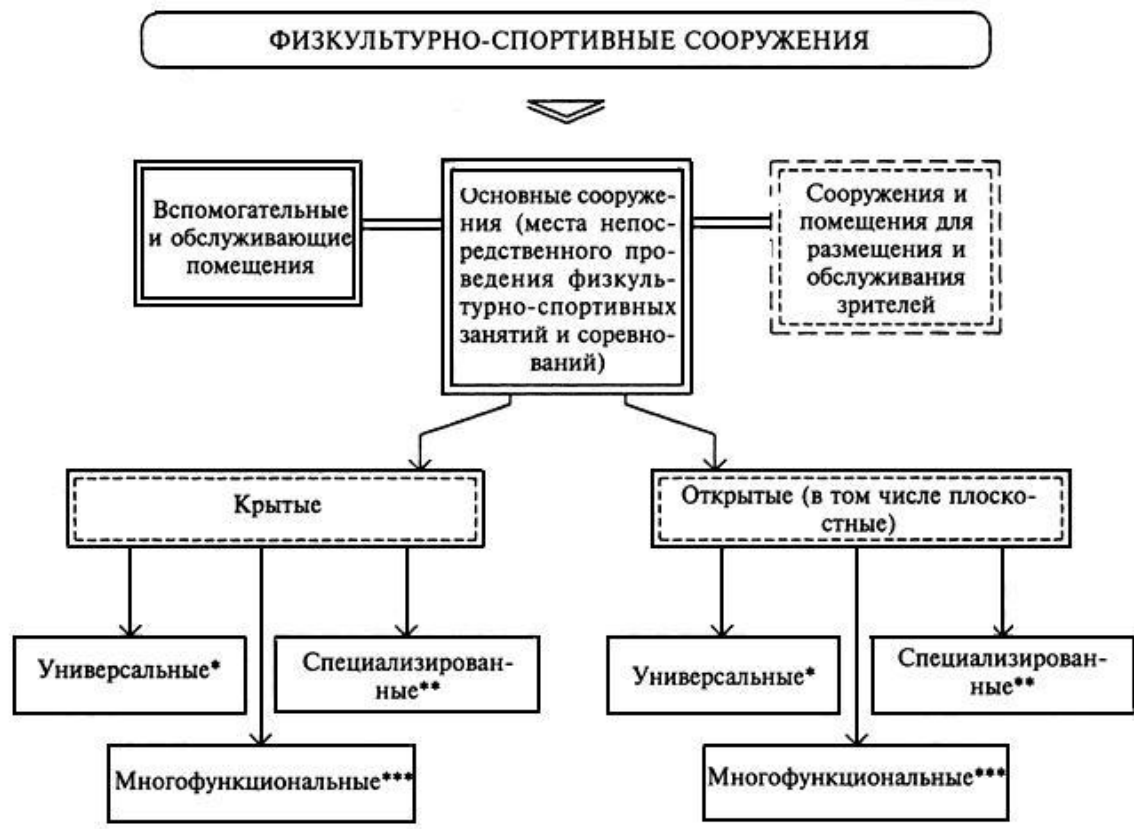 ФИЗКУЛЬТУРНО-СПОРТИВНЫЕ СООРУЖЕНИЯ
Вспомогательные
и обслуживающие
помещения
Основные сооруже-
ния (места непос-
редственного про-
ведения физкуль-
турно-спортивных
занятий и соревно-
ваний)
Сооружения и
помещения для
размещения и
обслуживания
зрителей
Крытые
Открытые (в том числе плоско-
стные)
Универсальные*
Специализирован-
ные**
Многофункциональные***
Универсальные*
Специализирован-
ные**
Многофункциональные***